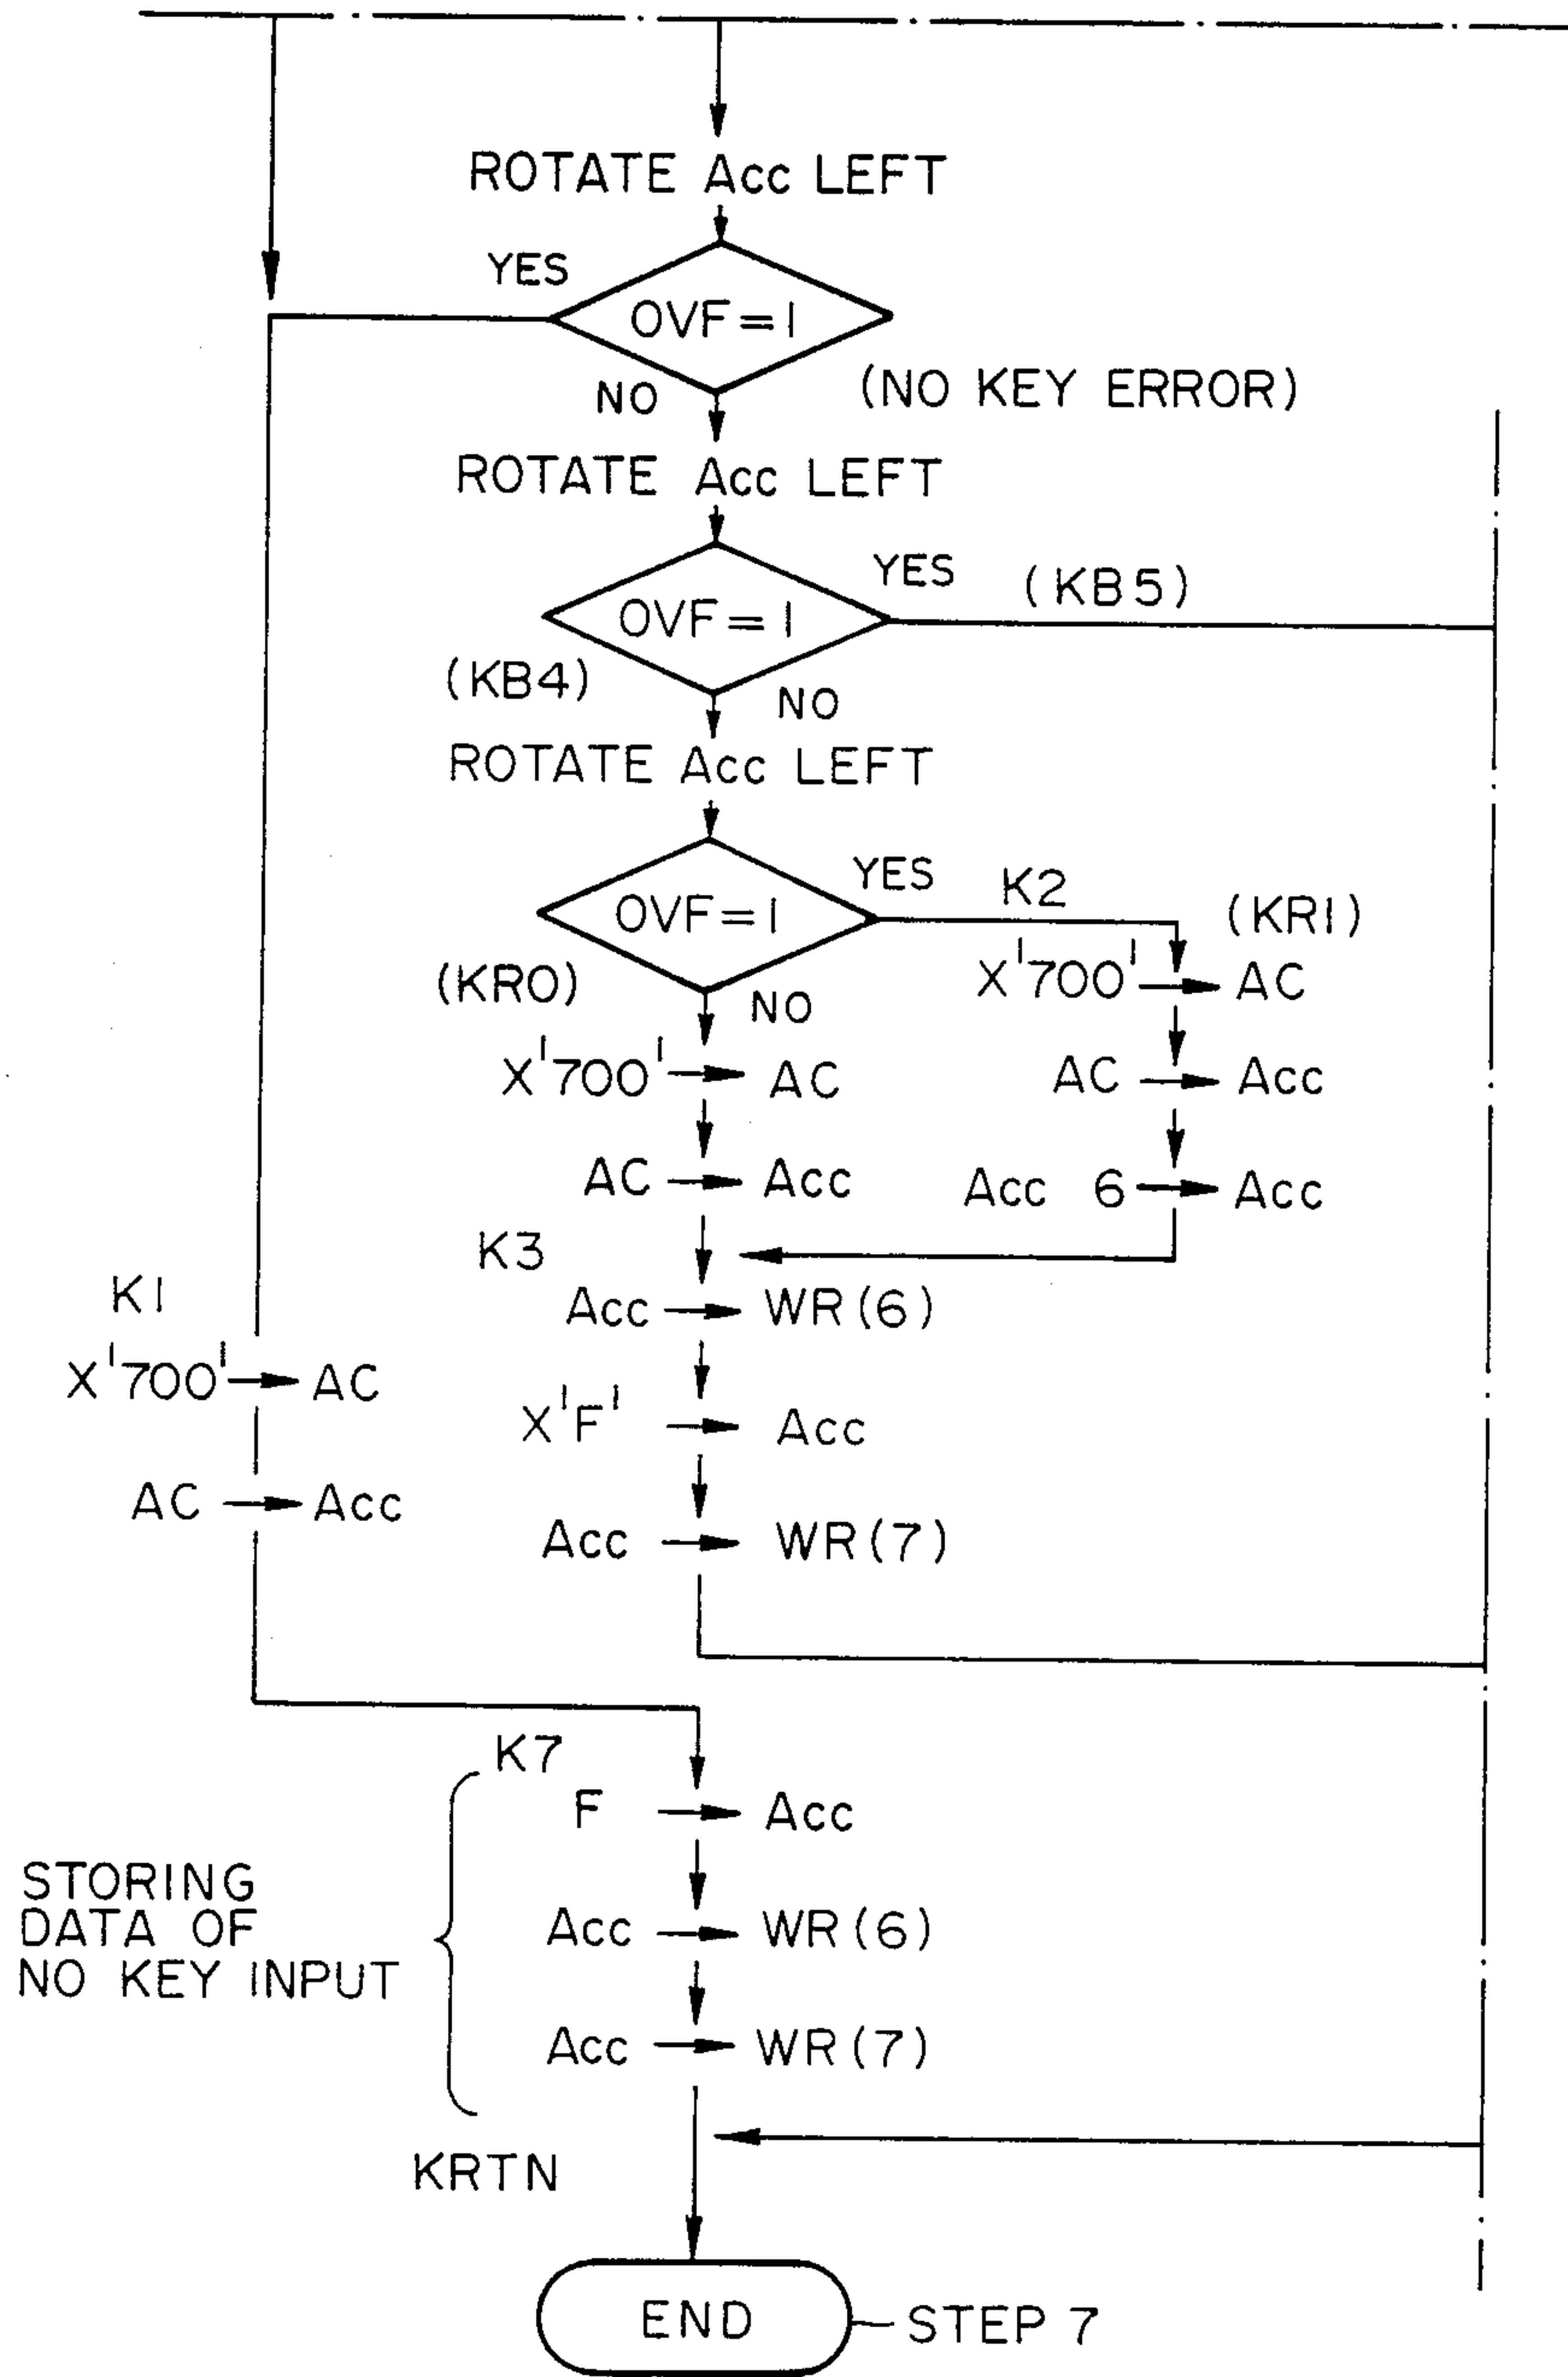 ROTATE Acc LEFT
YES
OVF=1
NO
(NO KEY ERROR)
ROTATE Acc LEFT
YES
(KB5)
OVF=1
(KB4)
NO
ROTATE Acc LEFT
YES
K2
OVF=1
(KR1)
(KR0)
NO
X'700' → AC
X'700' → AC
AC → Acc
AC → Acc
Acc 6 → Acc
K3
K1
Acc → WR(6)
X'700' → AC
X'F' → Acc
AC → Acc
Acc → WR(7)
K7
F → Acc
STORING
DATA OF
NO KEY INPUT
Acc → WR(6)
Acc → WR(7)
KRTN
END
STEP 7